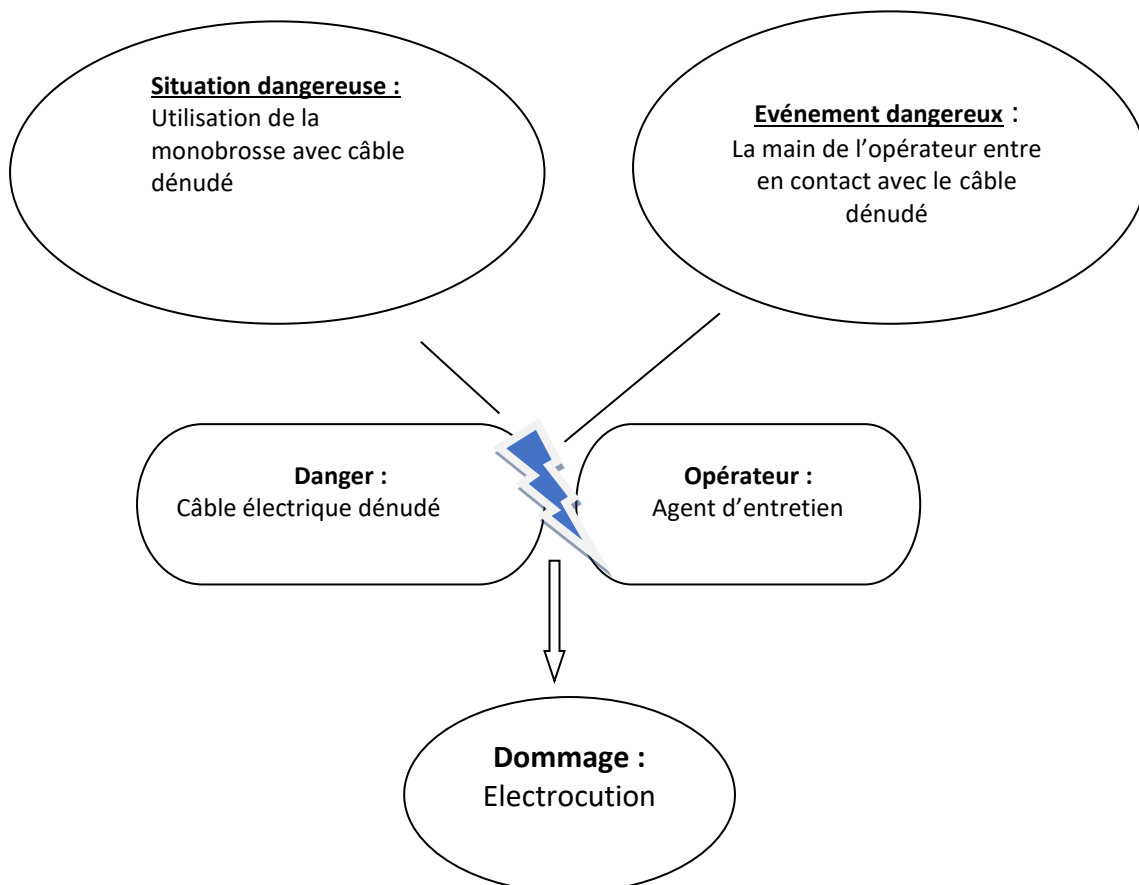 Situation dangereuse :
Utilisation de la
monobrosse avec câble
dénudé
Evénement dangereux :
La main de l’opérateur entre
en contact avec le câble
dénudé
Danger :
Câble électrique dénudé
Opérateur :
Agent d’entretien
Dommage :
Electrocution